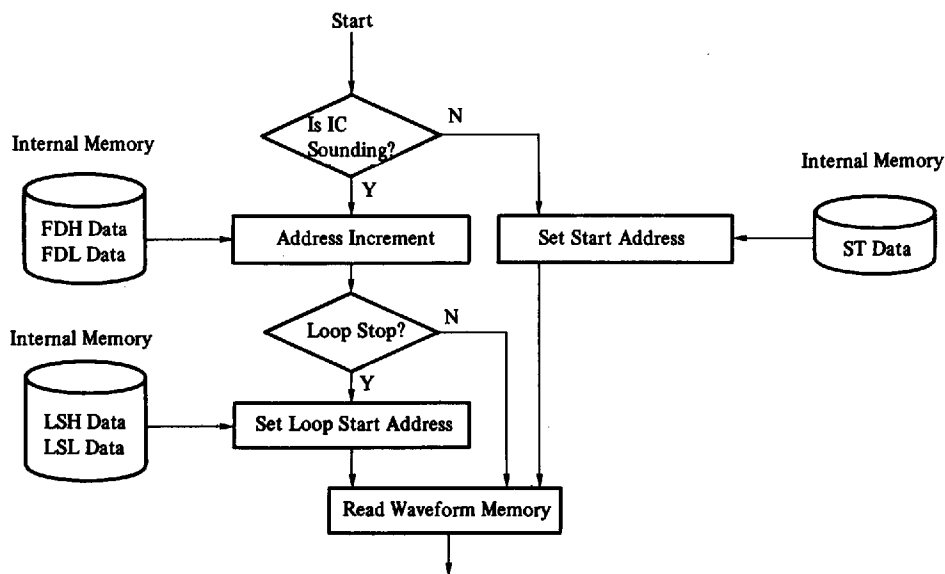 Start
Is IC
Sounding?
N
Y
Internal Memory
FDH Data
FDL Data
Address Increment
Set Start Address
Internal Memory
ST Data
Loop Stop?
N
Y
Internal Memory
LSH Data
LSL Data
Set Loop Start Address
Read Waveform Memory